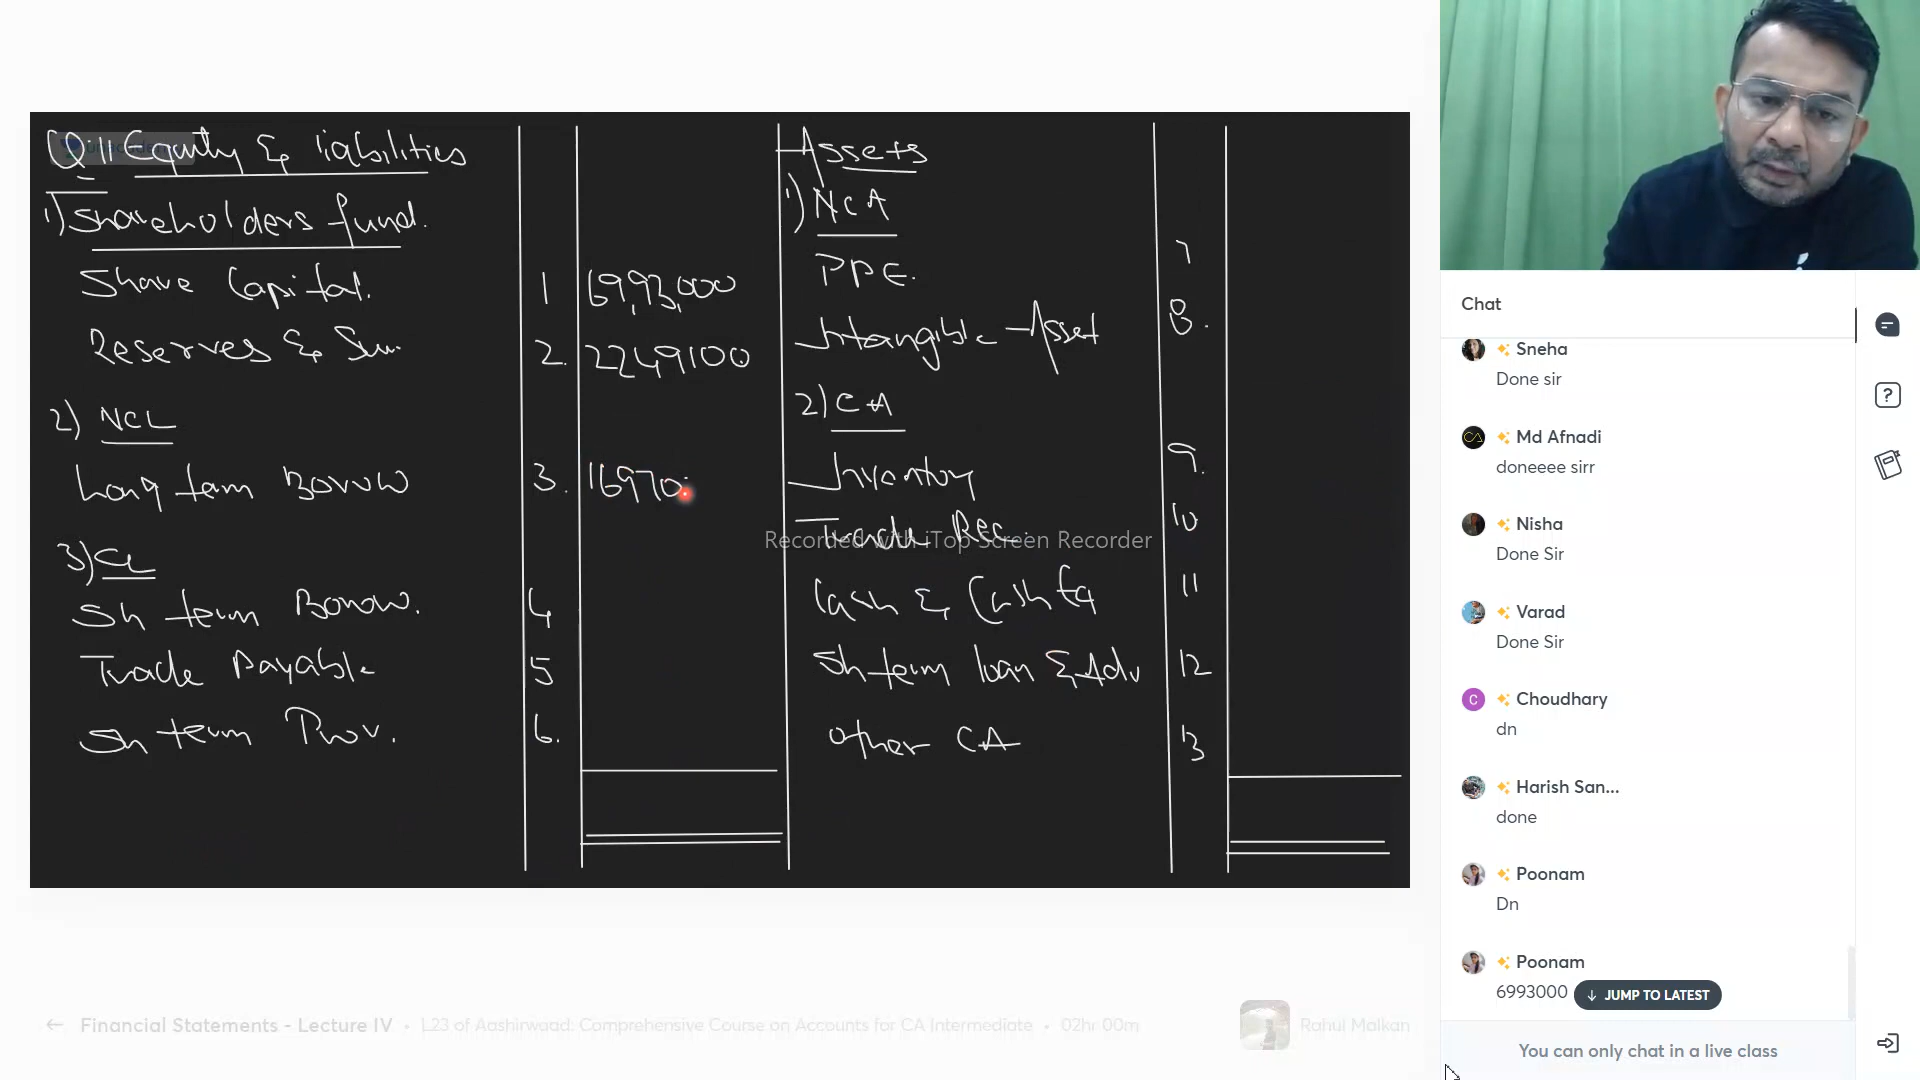 Q.11 Equity & liabilities
1) Shareholders fund.
Share Capital. 1 69,93,000
Reserves & Sur. 2. 2249100
2) NCL
Long term Borrow 3. 16970
3) CL
Sh term Borrow. 4
Trade Payable 5
Sh term Prov. 6.
Assets
1) NCA
PPE. 7
Intangible Asset 8.
2) CA
Inventory 9.
Trade Rec. 10
Cash & Cash Eq 11
Sh term loan & Adv 12
other CA 13
Recorded with iTop Screen Recorder
Financial Statements - Lecture IV • L23 of Aashirwaad: Comprehensive Course on Accounts for CA Intermediate • 02hr 00m
Rahul Malkan
Chat
Sneha
Done sir
CA
Md Afnadi
doneeee sirr
Nisha
Done Sir
Varad
Done Sir
C
Choudhary
dn
Harish San...
done
Poonam
Dn
Poonam
6993000
JUMP TO LATEST
You can only chat in a live class